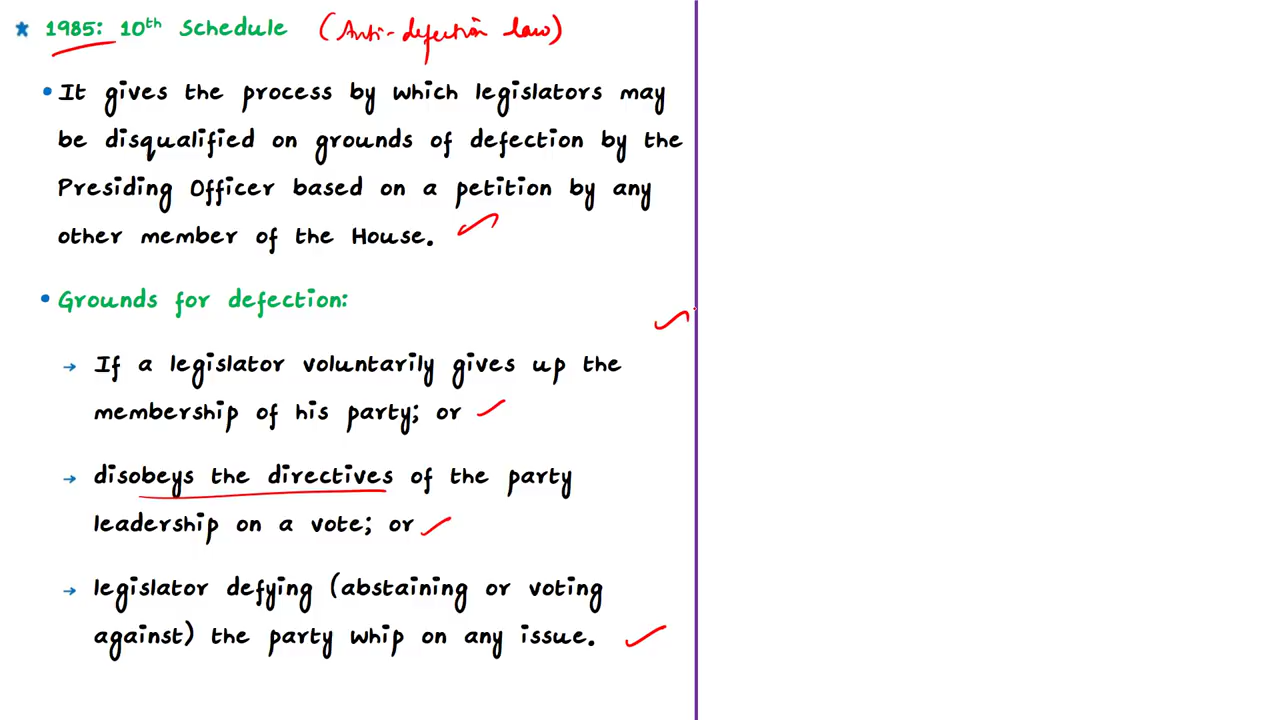 * 1985: 10th Schedule (Anti-defection law)
• It gives the process by which legislators may
be disqualified on grounds of defection by the
Presiding Officer based on a petition by any
other member of the House.
• Grounds for defection:
→ If a legislator voluntarily gives up the
membership of his party; or
→ disobeys the directives of the party
leadership on a vote; or
→ legislator defying (abstaining or voting
against) the party whip on any issue.